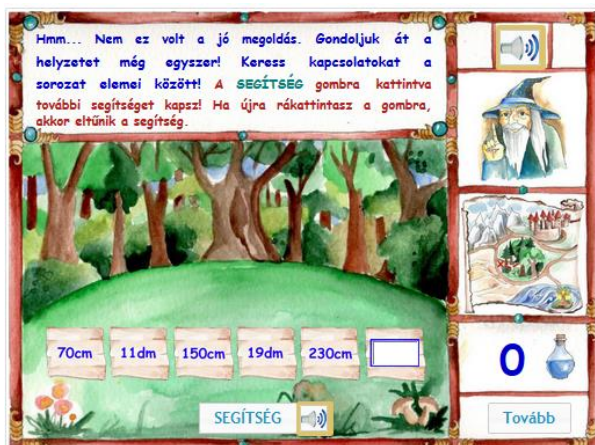 Hmm... Nem ez volt a jó megoldás. Gondoljuk át a
helyzetet még egyszer! Keress kapcsolatokat a
sorozat elemei között! A SEGÍTSÉG gombra kattintva
további segítséget kapsz! Ha újra rákattintasz a gombra,
akkor eltűnik a segítség.
70cm 11dm 150cm 19dm 230cm
0
SEGÍTSÉG
Tovább